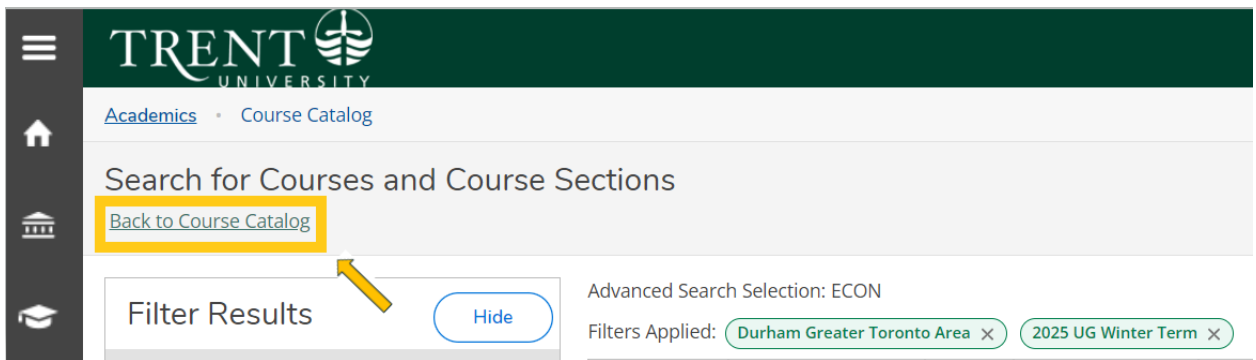 TRENT
UNIVERSITY
Academics • Course Catalog
Search for Courses and Course Sections
Back to Course Catalog
Filter Results
Hide
Advanced Search Selection: ECON
Filters Applied: Durham Greater Toronto Area × 2025 UG Winter Term ×